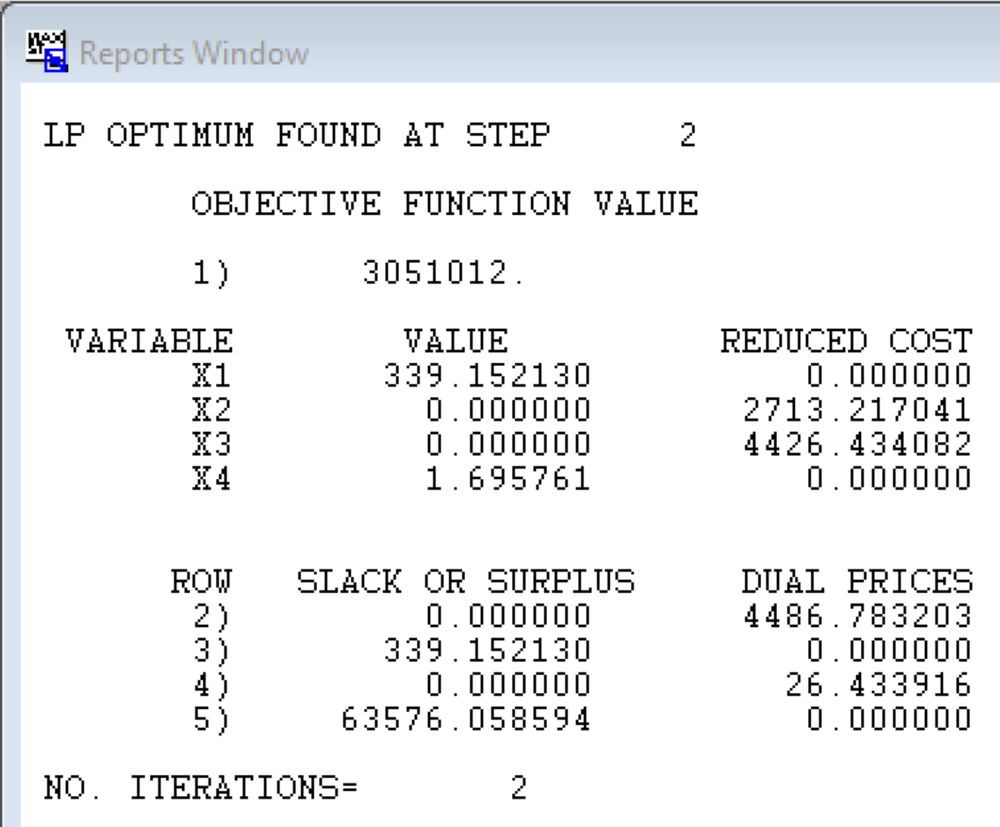 Reports Window
LP OPTIMUM FOUND AT STEP 2
OBJECTIVE FUNCTION VALUE
1) 3051012.
VARIABLE VALUE REDUCED COST
X1 339.152130 0.000000
X2 0.000000 2713.217041
X3 0.000000 4426.434082
X4 1.695761 0.000000
ROW SLACK OR SURPLUS DUAL PRICES
2) 0.000000 4486.783203
3) 339.152130 0.000000
4) 0.000000 26.433916
5) 63576.058594 0.000000
NO. ITERATIONS= 2